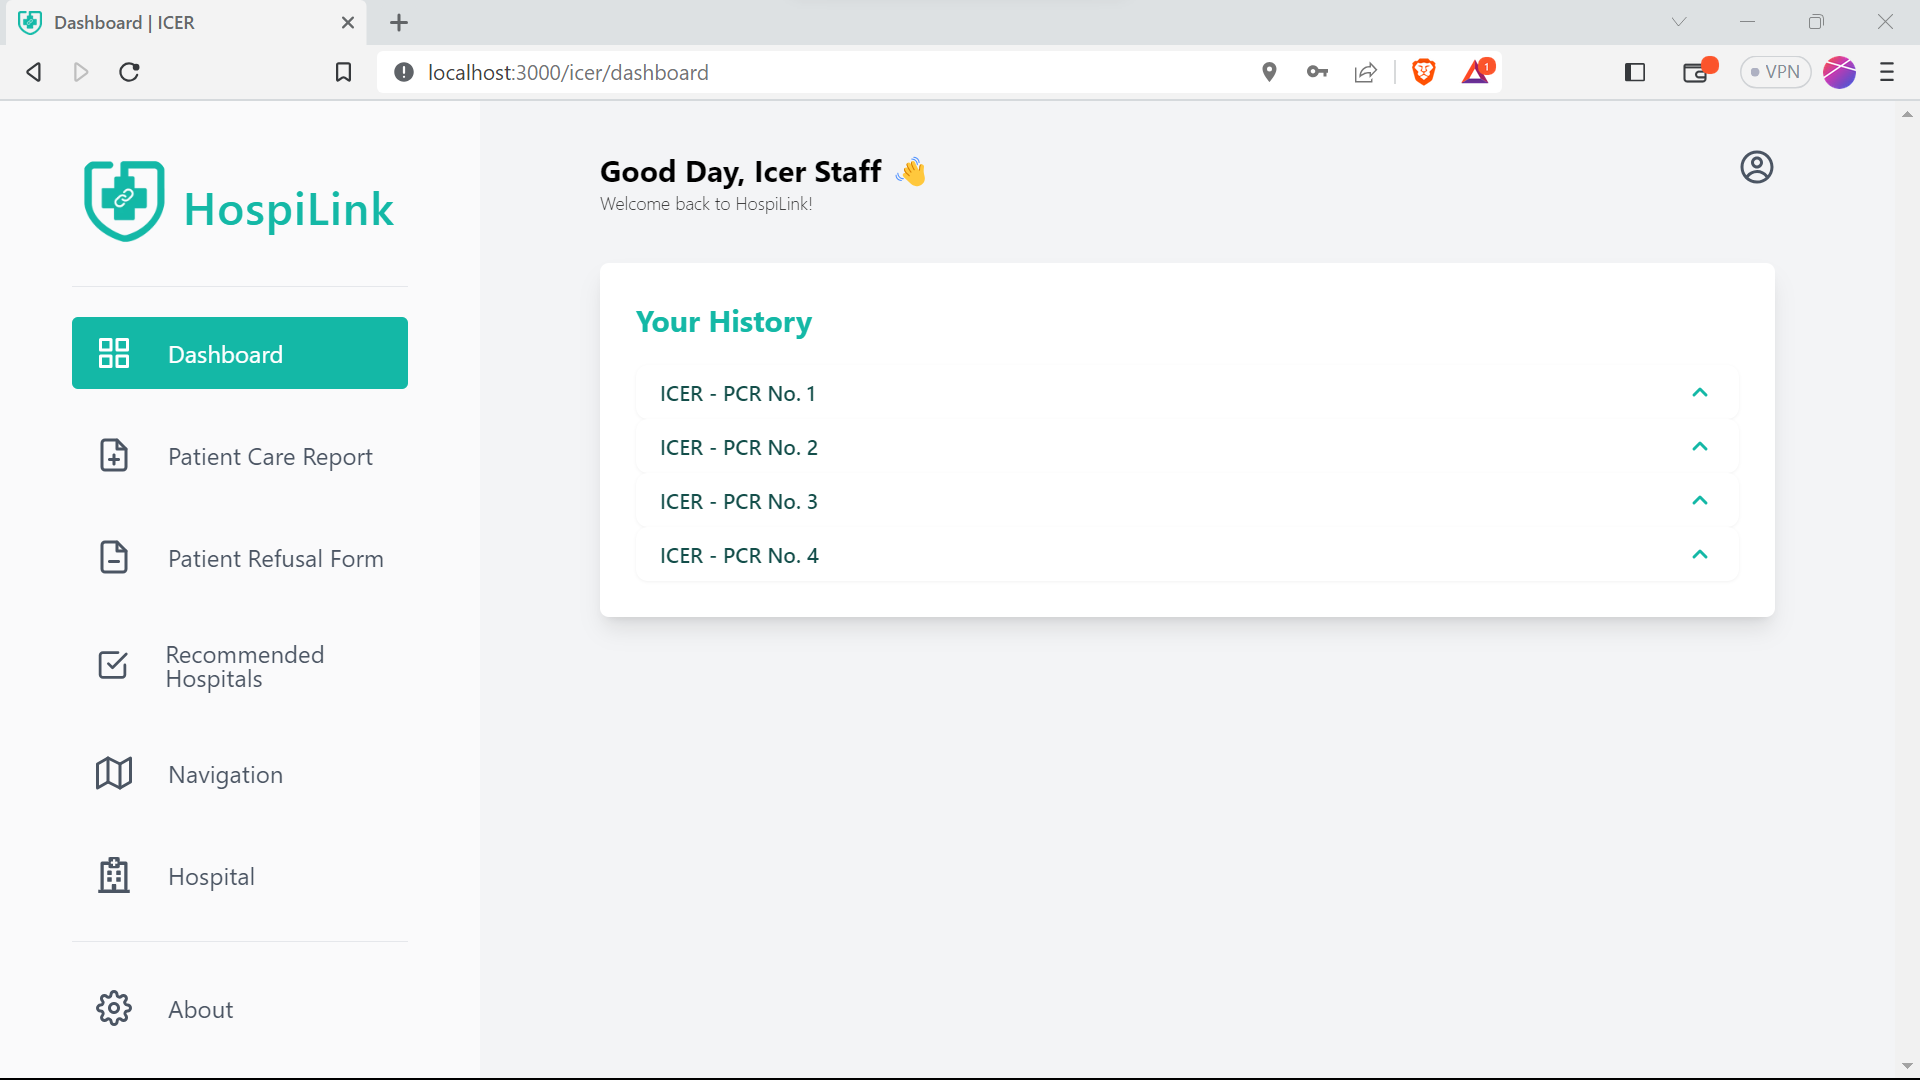 Dashboard | ICER
localhost:3000/icer/dashboard
1
VPN
HospiLink
Dashboard
Patient Care Report
Patient Refusal Form
Recommended
Hospitals
Navigation
Hospital
About
Good Day, Icer Staff 👋
Welcome back to HospiLink!
Your History
ICER - PCR No. 1
ICER - PCR No. 2
ICER - PCR No. 3
ICER - PCR No. 4